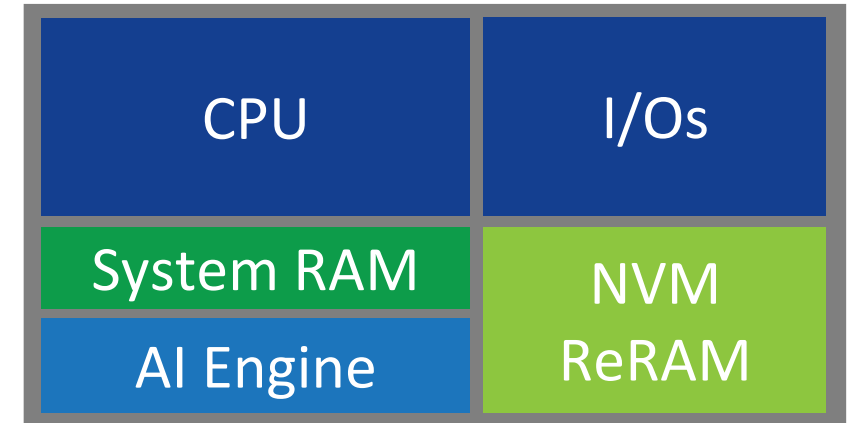 CPU
I/Os
System RAM
AI Engine
NVM
ReRAM